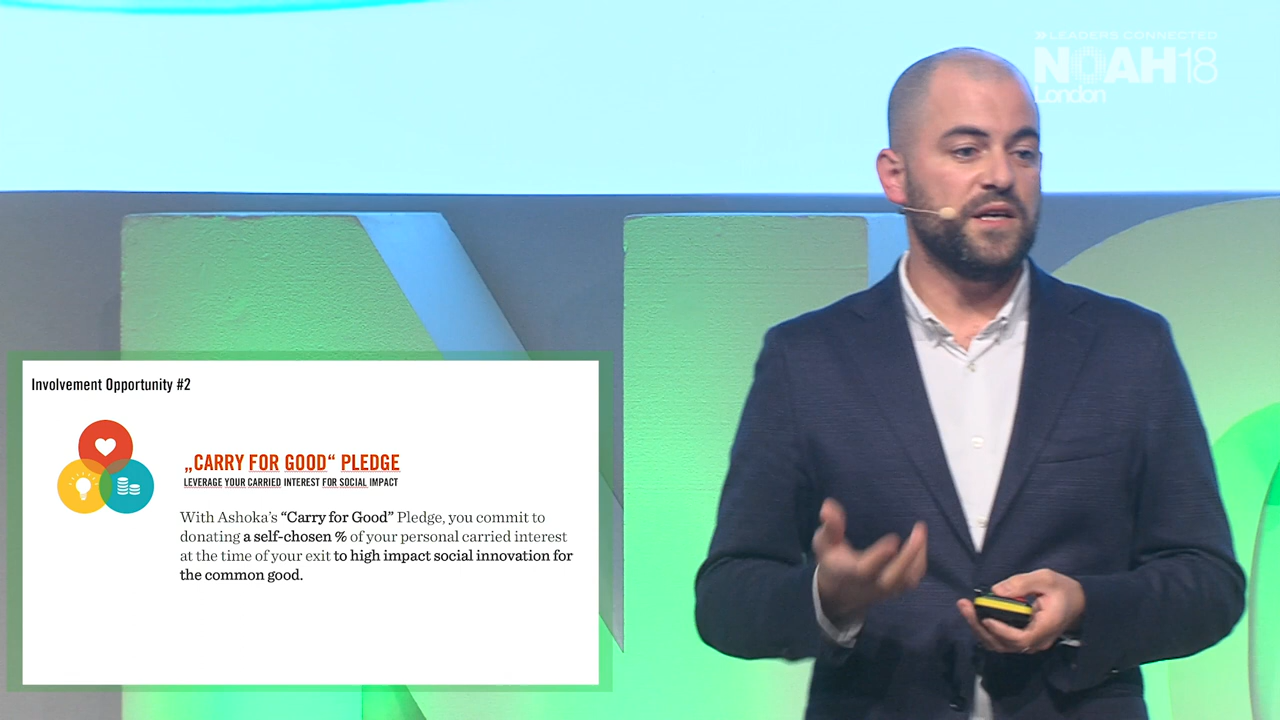 LEADERS CONNECTED
NOAH18
London
Involvement Opportunity #2
„CARRY FOR GOOD“ PLEDGE
LEVERAGE YOUR CARRIED INTEREST FOR SOCIAL IMPACT
With Ashoka's “Carry for Good” Pledge, you commit to
donating a self-chosen % of your personal carried interest
at the time of your exit to high impact social innovation for
the common good.